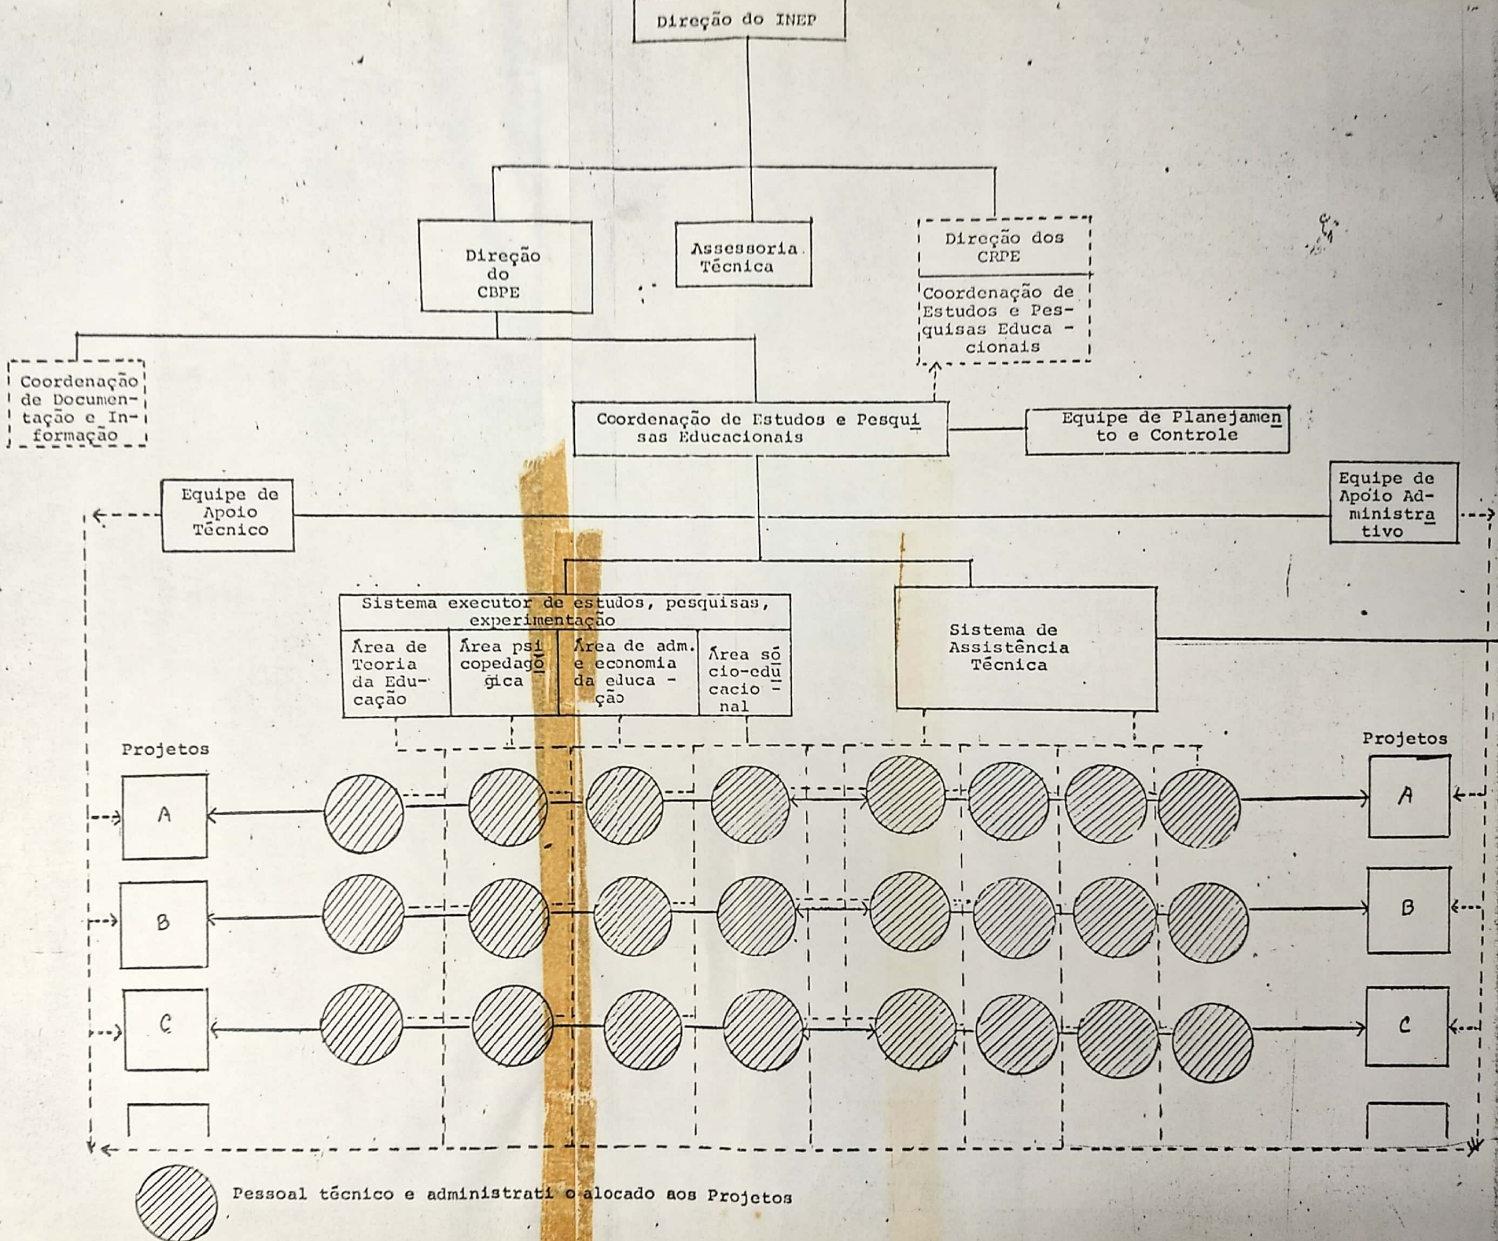 Direção do INEP
Direção
do
CBPE
Assessoria
Técnica
Direção dos
CRPE
Coordenação de
Estudos e Pes-
quisas Educa -
cionais
Coordenação
de Documen-
tação e In-
formação
Coordenação de Estudos e Pesqui
sas Educacionais
Equipe de Planejamen
to e Controle
Equipe de
Apoio
Técnico
Equipe de
Apoio Ad-
ministra
tivo
Sistema executor de estudos, pesquisas,
experimentação
Área de
Teoria
da Edu-
cação
Área psi
copedagó
gica
Área de adm.
e economia
da educa -
ção
Área só
cio-edu
cacio -
nal
Sistema de
Assistência
Técnica
Projetos
Projetos
A
A
B
B
C
C
Pessoal técnico e administrati o alocado aos Projetos